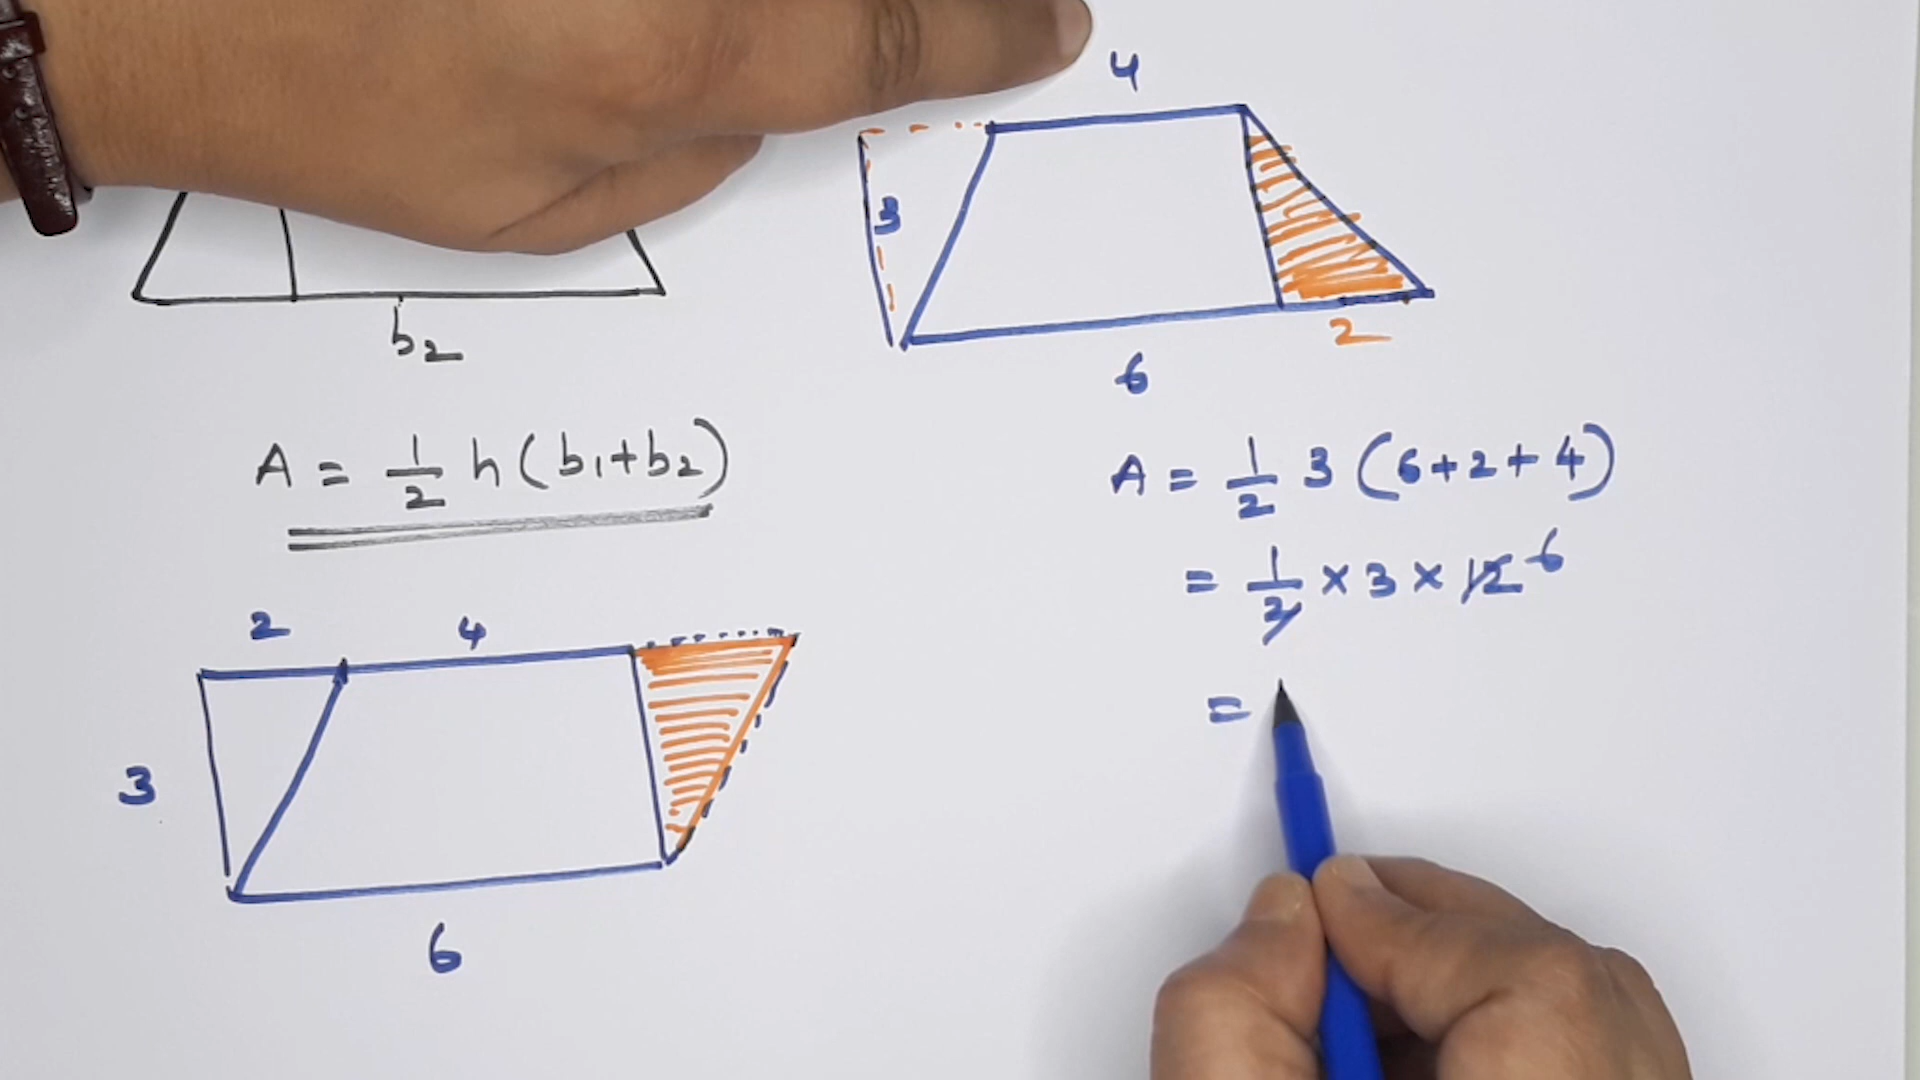 4
3
b2
2
6
A = 1/2 h (b1+b2)
A = 1/2 3 (6+2+4)
= 1/2 × 3 × 12 6
=
2 4
3
6